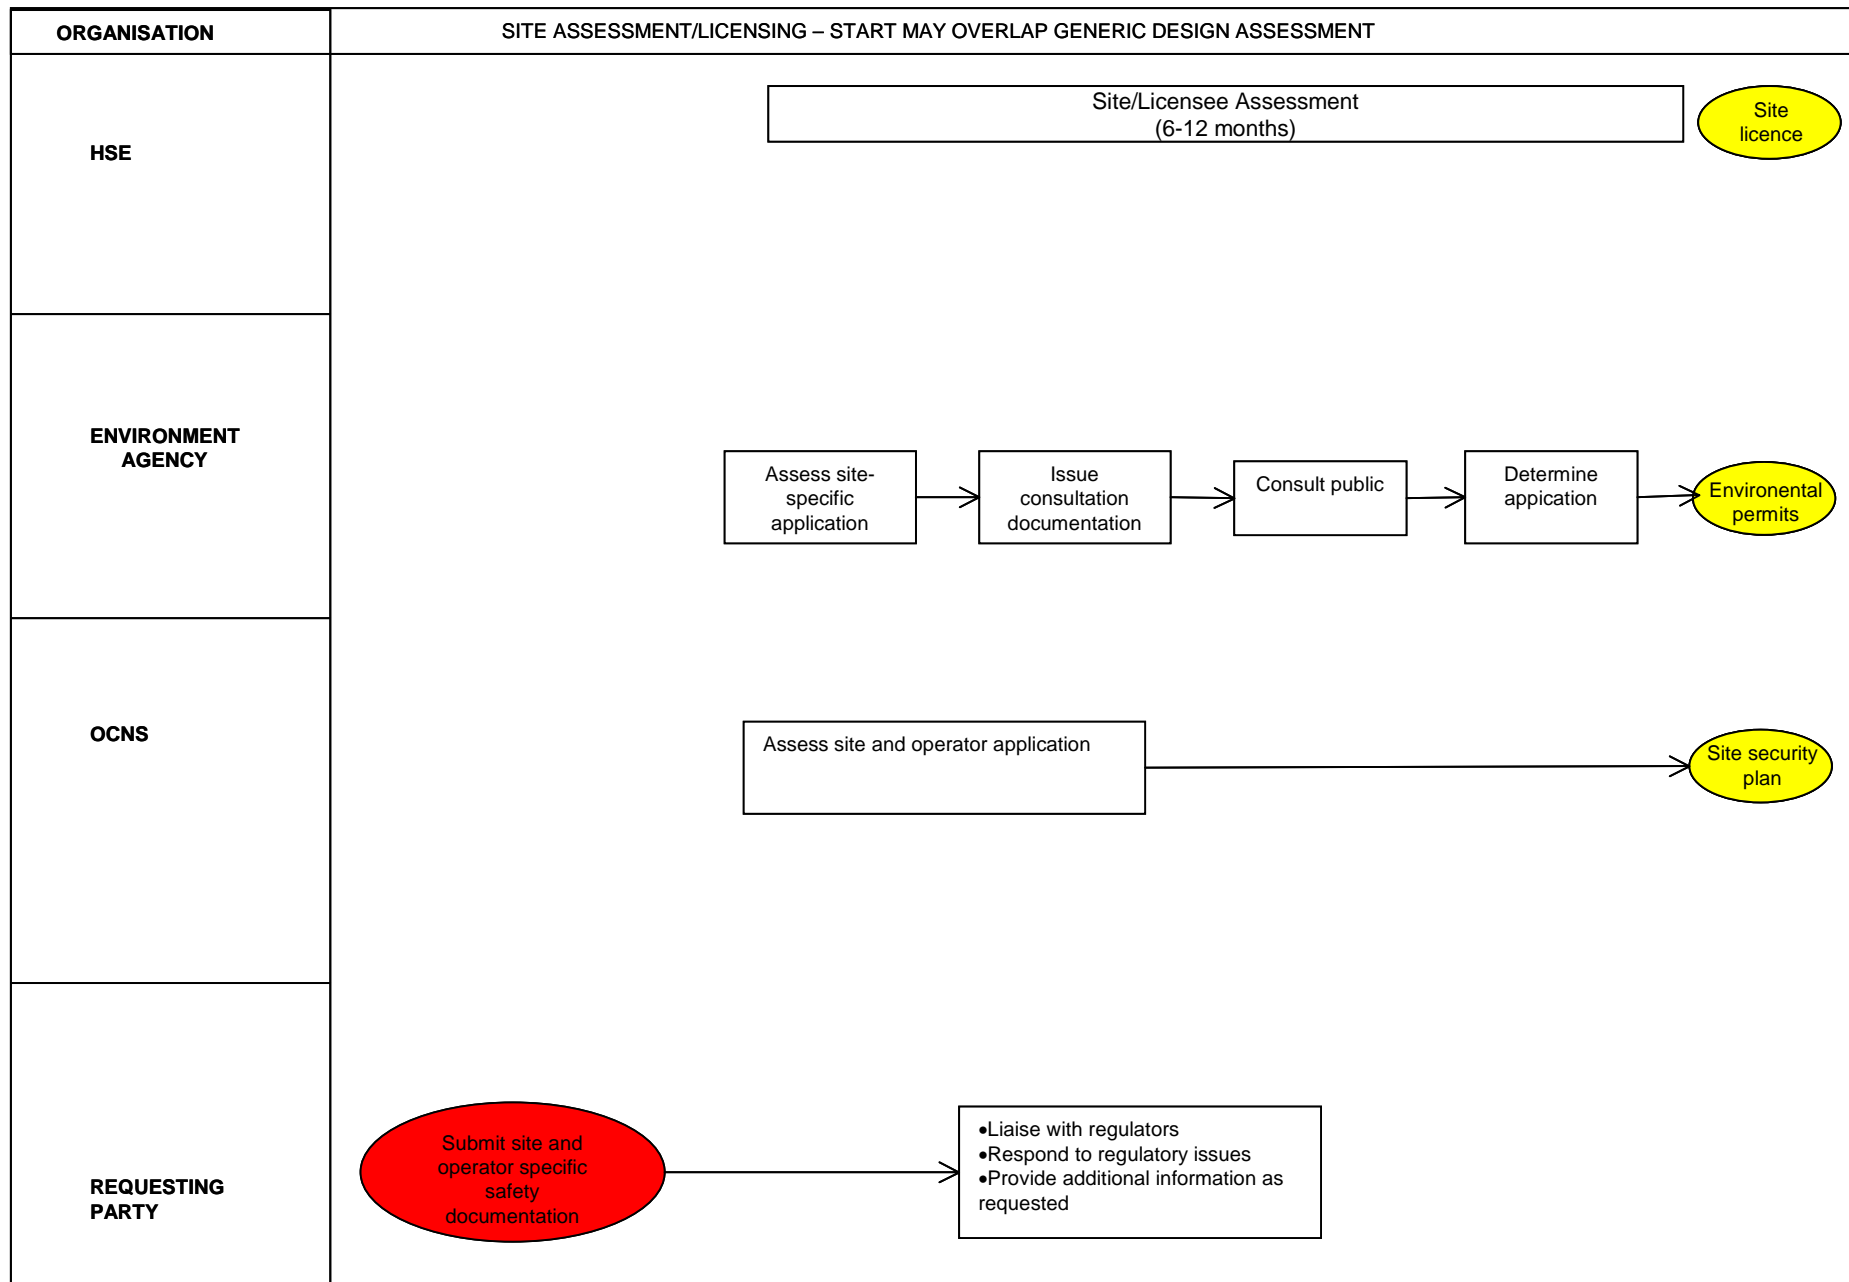 ORGANISATION
SITE ASSESSMENT/LICENSING – START MAY OVERLAP GENERIC DESIGN ASSESSMENT
HSE
Site/Licensee Assessment
(6-12 months)
Site
licence
ENVIRONMENT
AGENCY
Assess site-
specific
application
Issue
consultation
documentation
Consult public
Determine
appication
Environental
permits
OCNS
Assess site and operator application
Site security
plan
REQUESTING
PARTY
Submit site and
operator specific
safety
documentation
•Liaise with regulators
•Respond to regulatory issues
•Provide additional information as
requested